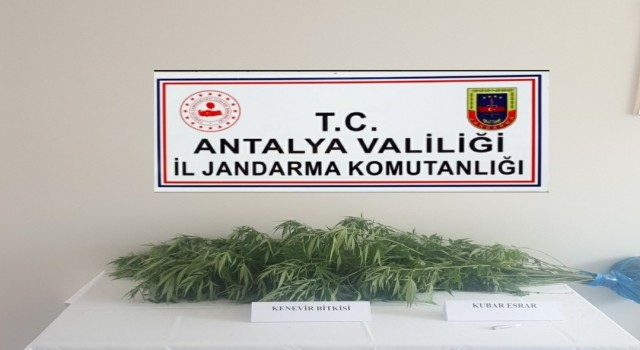 T.C.
ANTALYA VALİLİĞİ
İL JANDARMA KOMUTANLIĞI
KENEVİR BİTKİSİ
KUBAR ESRAR